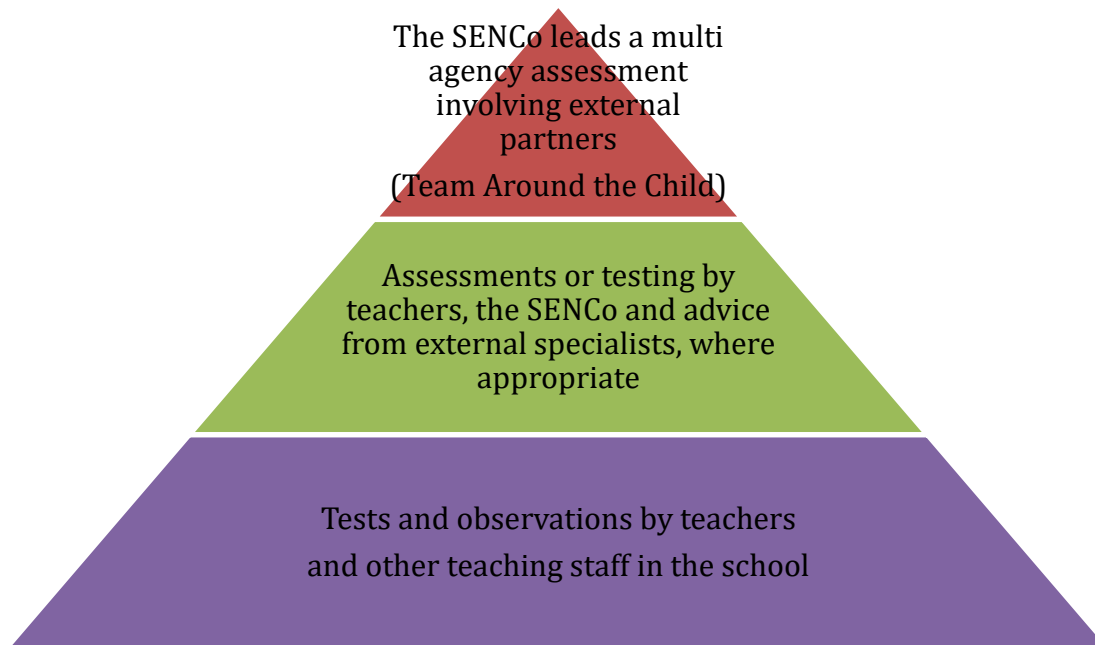 The SENCo leads a multi
agency assessment
involving external
partners
(Team Around the Child)
Assessments or testing by
teachers, the SENCo and advice
from external specialists, where
appropriate
Tests and observations by teachers
and other teaching staff in the school